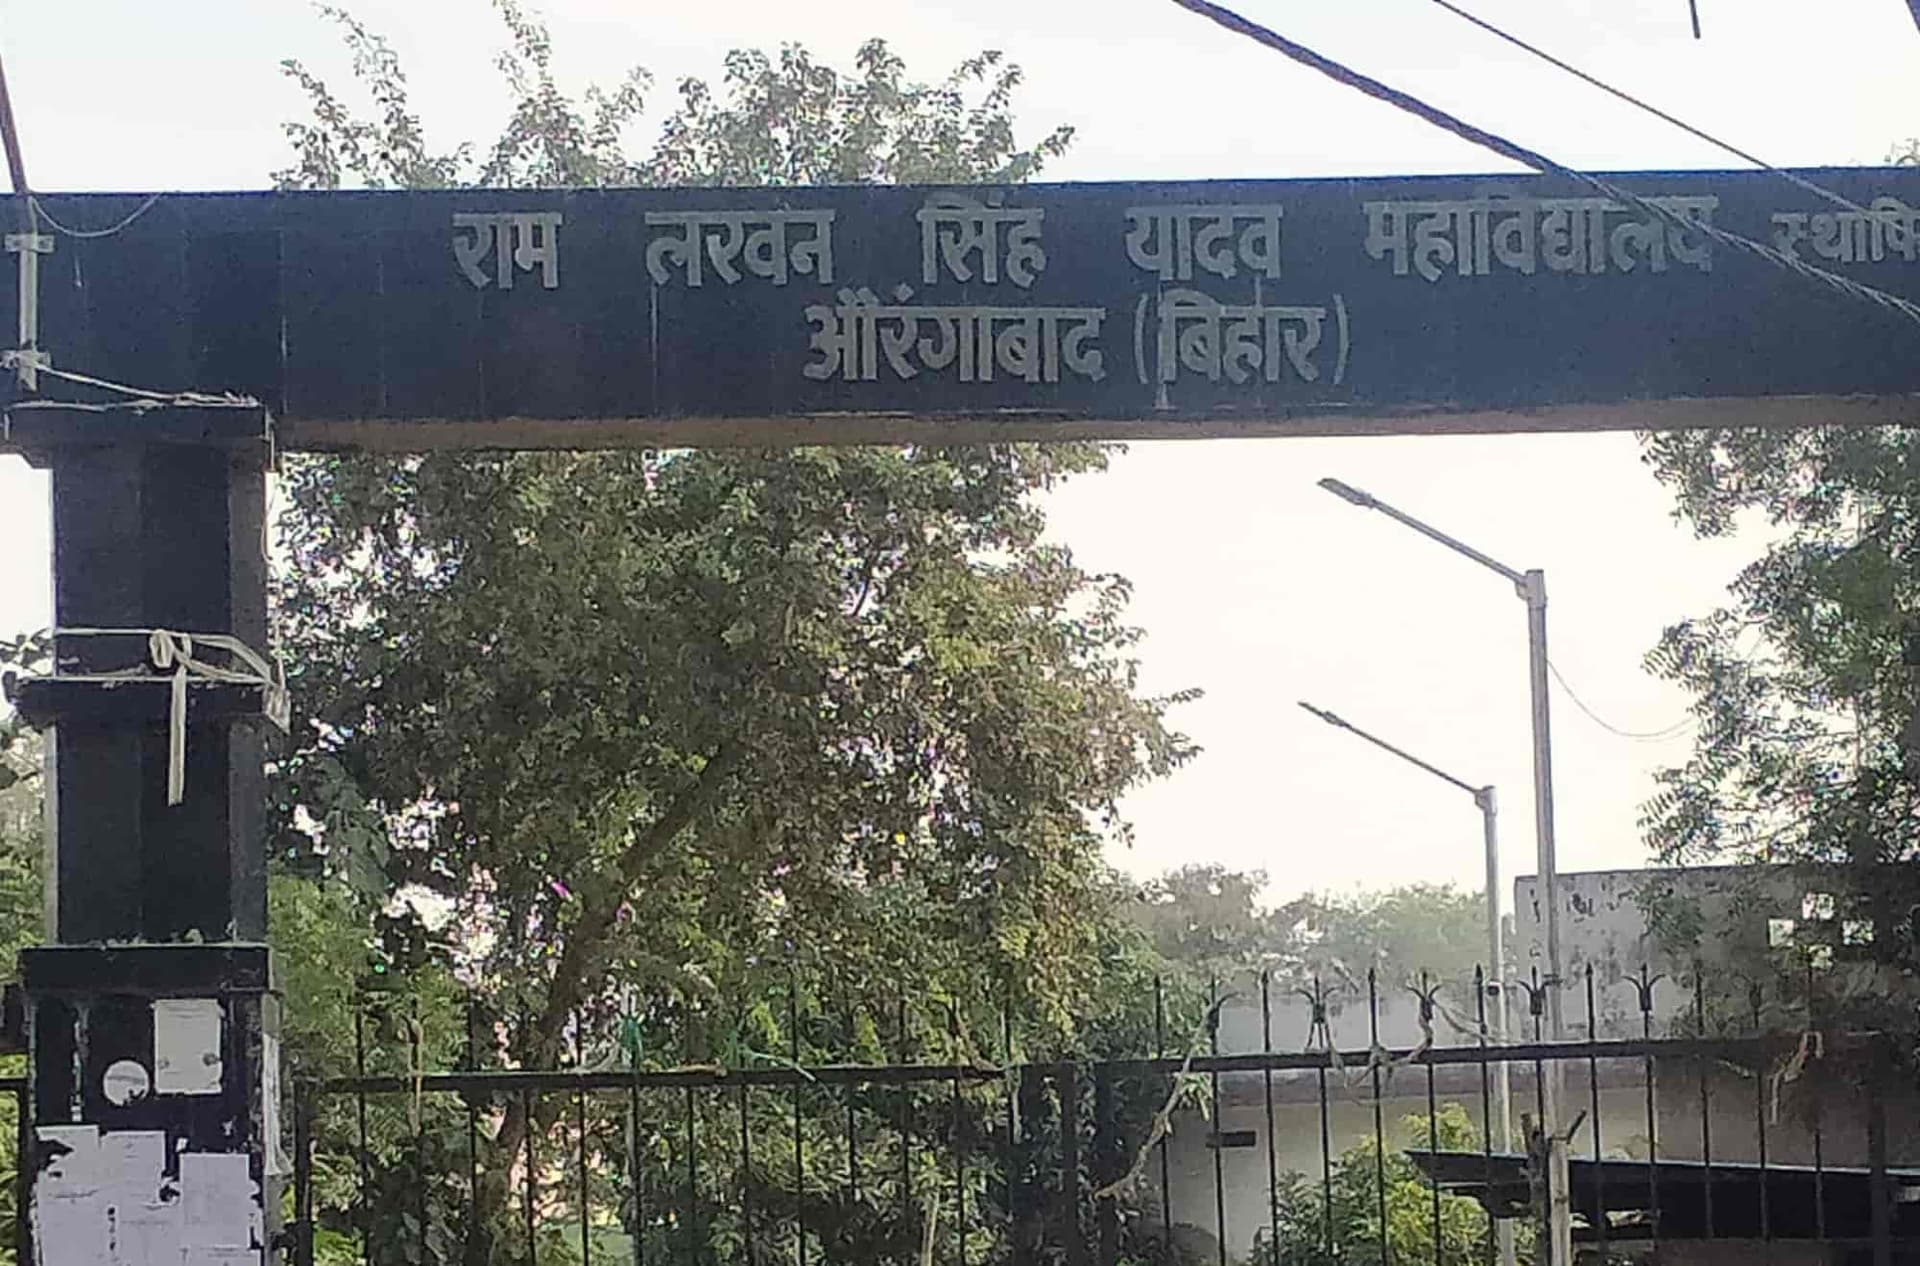 राम लखन सिंह यादव महाविद्यालय
औरंगाबाद (बिहार)